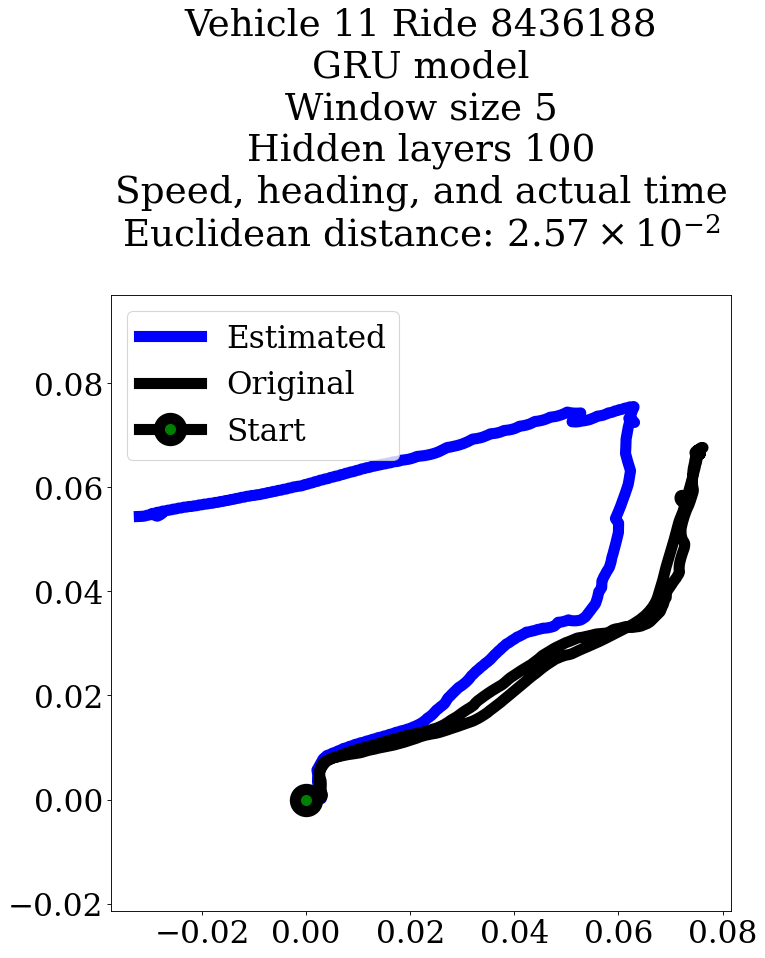 Vehicle 11 Ride 8436188
GRU model
Window size 5
Hidden layers 100
Speed, heading, and actual time
Euclidean distance: 2.57 × 10⁻²
Estimated
Original
Start
0.08
0.06
0.04
0.02
0.00
−0.02
−0.02 0.00 0.02 0.04 0.06 0.08